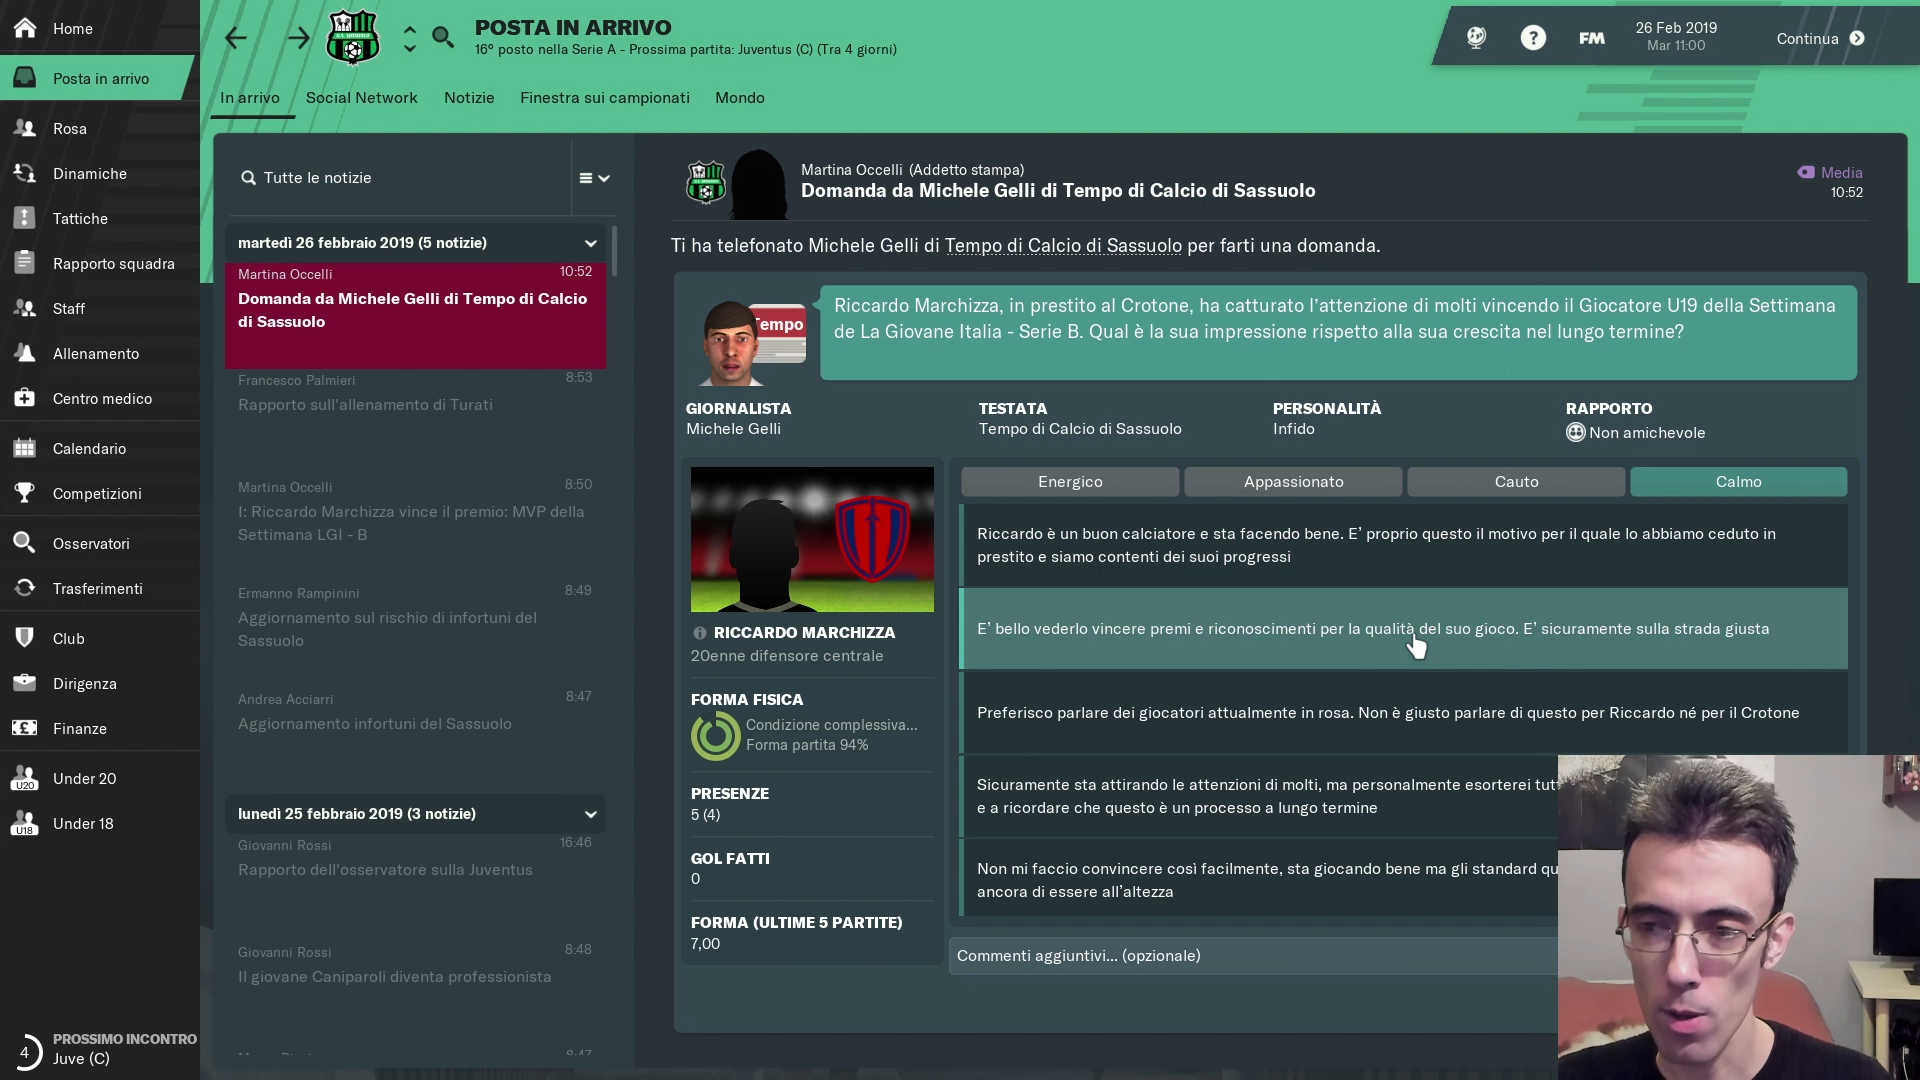 Home
Posta in arrivo
Rosa
Dinamiche
Tattiche
Rapporto squadra
Staff
Allenamento
Centro medico
Calendario
Competizioni
Osservatori
Trasferimenti
Club
Dirigenza
Finanze
U20
Under 20
U18
Under 18
PROSSIMO INCONTRO
4
Juve (C)
POSTA IN ARRIVO
16° posto nella Serie A - Prossima partita: Juventus (C) (Tra 4 giorni)
FM
26 Feb 2019
Mar 11:00
Continua
In arrivo
Social Network
Notizie
Finestra sui campionati
Mondo
Tutte le notizie
martedì 26 febbraio 2019 (5 notizie)
Martina Occelli 10:52
Domanda da Michele Gelli di Tempo di Calcio
di Sassuolo
Francesco Palmieri 8:53
Rapporto sull'allenamento di Turati
Martina Occelli 8:50
I: Riccardo Marchizza vince il premio: MVP della
Settimana LGI - B
Ermanno Rampinini 8:49
Aggiornamento sul rischio di infortuni del
Sassuolo
Andrea Acciarri 8:47
Aggiornamento infortuni del Sassuolo
lunedì 25 febbraio 2019 (3 notizie)
Giovanni Rossi 16:46
Rapporto dell'osservatore sulla Juventus
Giovanni Rossi 8:48
Il giovane Caniparoli diventa professionista
Martina Occelli (Addetto stampa)
Domanda da Michele Gelli di Tempo di Calcio di Sassuolo
Media
10:52
Ti ha telefonato Michele Gelli di Tempo di Calcio di Sassuolo per farti una domanda.
Tempo
Riccardo Marchizza, in prestito al Crotone, ha catturato l'attenzione di molti vincendo il Giocatore U19 della Settimana
de La Giovane Italia - Serie B. Qual è la sua impressione rispetto alla sua crescita nel lungo termine?
GIORNALISTA
Michele Gelli
TESTATA
Tempo di Calcio di Sassuolo
PERSONALITÀ
Infido
RAPPORTO
Non amichevole
RICCARDO MARCHIZZA
20enne difensore centrale
FORMA FISICA
Condizione complessiva...
Forma partita 94%
PRESENZE
5 (4)
GOL FATTI
0
FORMA (ULTIME 5 PARTITE)
7,00
Energico
Appassionato
Cauto
Calmo
Riccardo è un buon calciatore e sta facendo bene. E' proprio questo il motivo per il quale lo abbiamo ceduto in
prestito e siamo contenti dei suoi progressi
E' bello vederlo vincere premi e riconoscimenti per la qualità del suo gioco. E' sicuramente sulla strada giusta
Preferisco parlare dei giocatori attualmente in rosa. Non è giusto parlare di questo per Riccardo né per il Crotone
Sicuramente sta attirando le attenzioni di molti, ma personalmente esorterei
e a ricordare che questo è un processo a lungo termine
Non mi faccio convincere così facilmente, sta giocando bene ma gli standard
ancora di essere all'altezza
Commenti aggiuntivi... (opzionale)